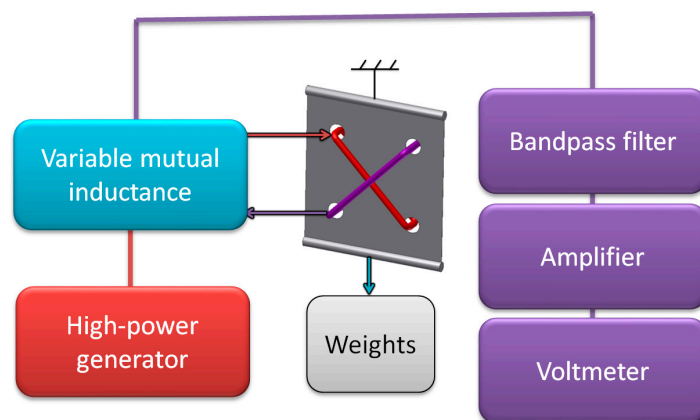 Variable mutual
inductance
High-power
generator
Weights
Bandpass filter
Amplifier
Voltmeter